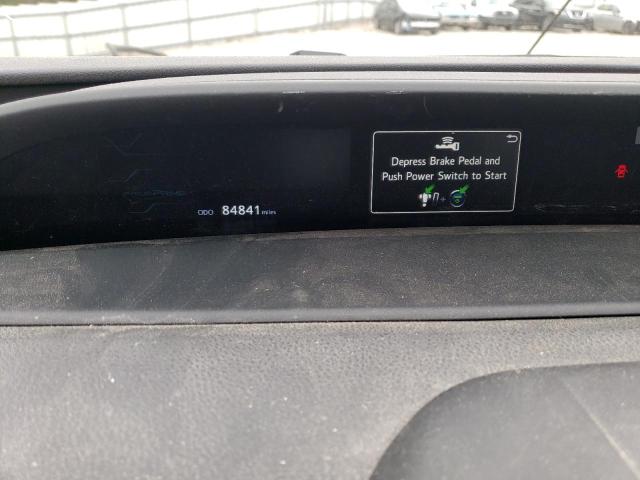 Depress Brake Pedal and
Push Power Switch to Start
ODO 84841 miles